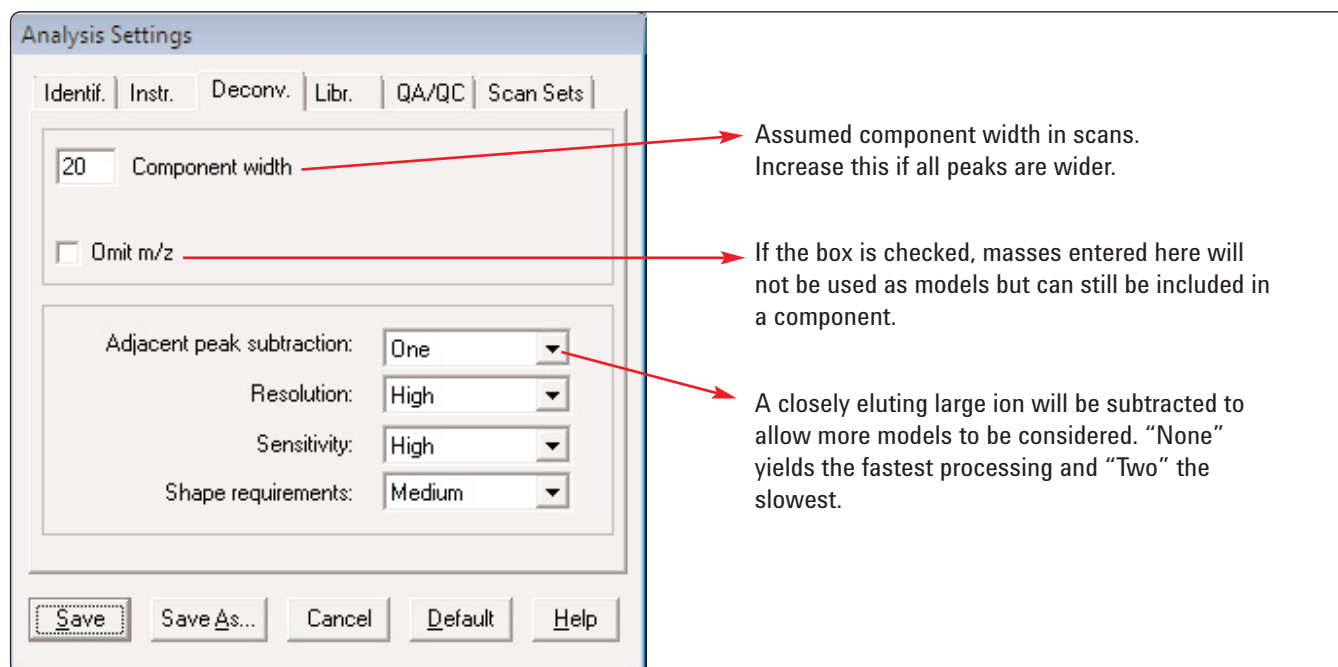 Analysis Settings
Identif. Instr. Deconv. Libr. QA/QC Scan Sets
20 Component width
Assumed component width in scans.
Increase this if all peaks are wider.
Omit m/z
If the box is checked, masses entered here will
not be used as models but can still be included in
a component.
Adjacent peak subtraction: One
Resolution: High
Sensitivity: High
Shape requirements: Medium
A closely eluting large ion will be subtracted to
allow more models to be considered. “None”
yields the fastest processing and “Two” the
slowest.
Save Save As... Cancel Default Help